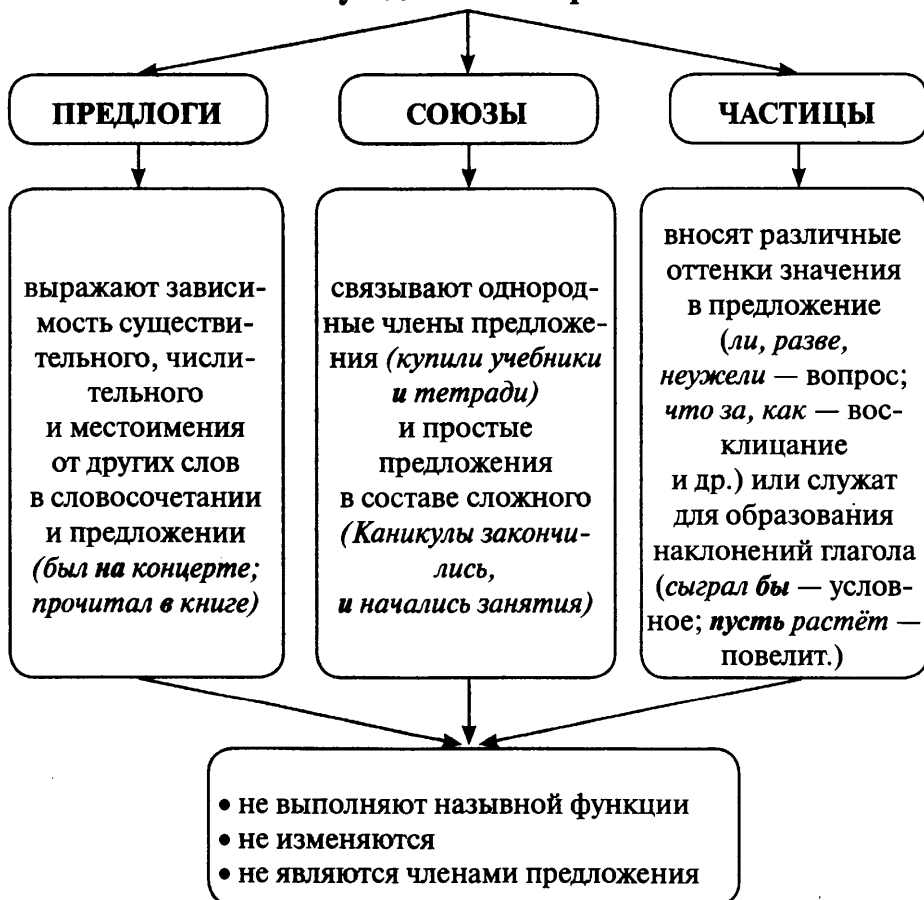 ПРЕДЛОГИ
СОЮЗЫ
ЧАСТИЦЫ
выражают зависи-
мость существи-
тельного, числи-
тельного
и местоимения
от других слов
в словосочетании
и предложении
(был на концерте;
прочитал в книге)
связывают однород-
ные члены предложе-
ния (купили учебники
и тетради)
и простые
предложения
в составе сложного
(Каникулы закончи-
лись,
и начались занятия)
вносят различные
оттенки значения
в предложение
(ли, разве,
неужели — вопрос;
что за, как — вос-
клицание
и др.) или служат
для образования
наклонений глагола
(сыграл бы — услов-
ное; пусть растёт —
повелит.)
• не выполняют назывной функции
• не изменяются
• не являются членами предложения